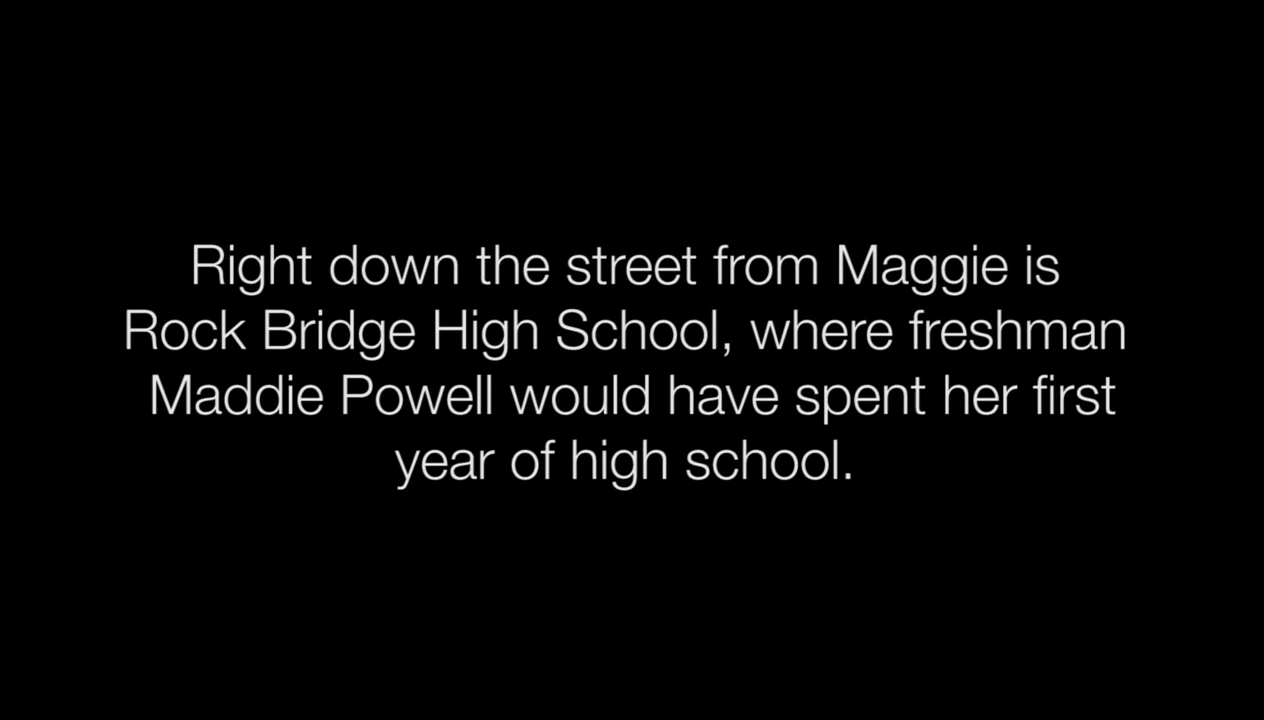 Right down the street from Maggie is
Rock Bridge High School, where freshman
Maddie Powell would have spent her first
year of high school.